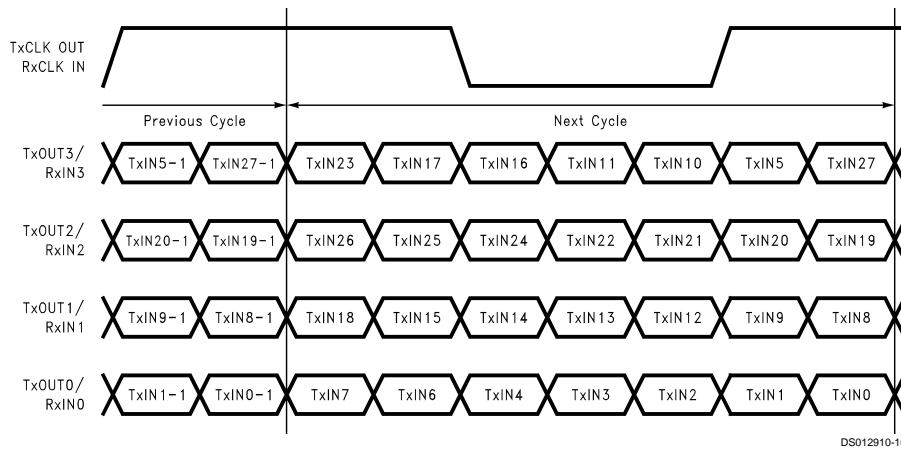 TxCLK OUT
RxCLK IN
Previous Cycle
Next Cycle
TxOUT3/
RxIN3
TxIN5-1 TxIN27-1 TxIN23 TxIN17 TxIN16 TxIN11 TxIN10 TxIN5 TxIN27
TxOUT2/
RxIN2
TxIN20-1 TxIN19-1 TxIN26 TxIN25 TxIN24 TxIN22 TxIN21 TxIN20 TxIN19
TxOUT1/
RxIN1
TxIN9-1 TxIN8-1 TxIN18 TxIN15 TxIN14 TxIN13 TxIN12 TxIN9 TxIN8
TxOUT0/
RxIN0
TxIN1-1 TxIN0-1 TxIN7 TxIN6 TxIN4 TxIN3 TxIN2 TxIN1 TxIN0